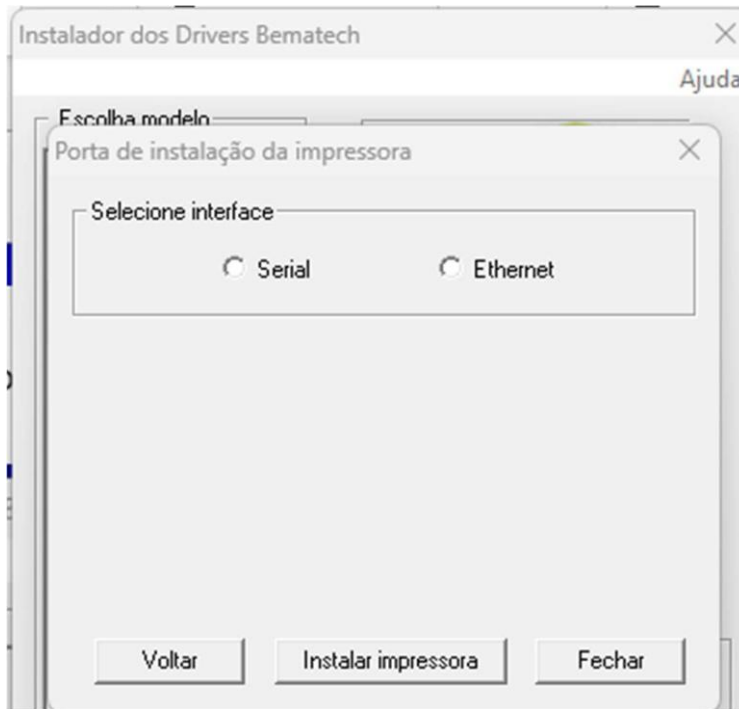 Instalador dos Drivers Bematech
Ajuda
Escolha modelo
Porta de instalação da impressora
Selecione interface
Serial Ethernet
Voltar Instalar impressora Fechar